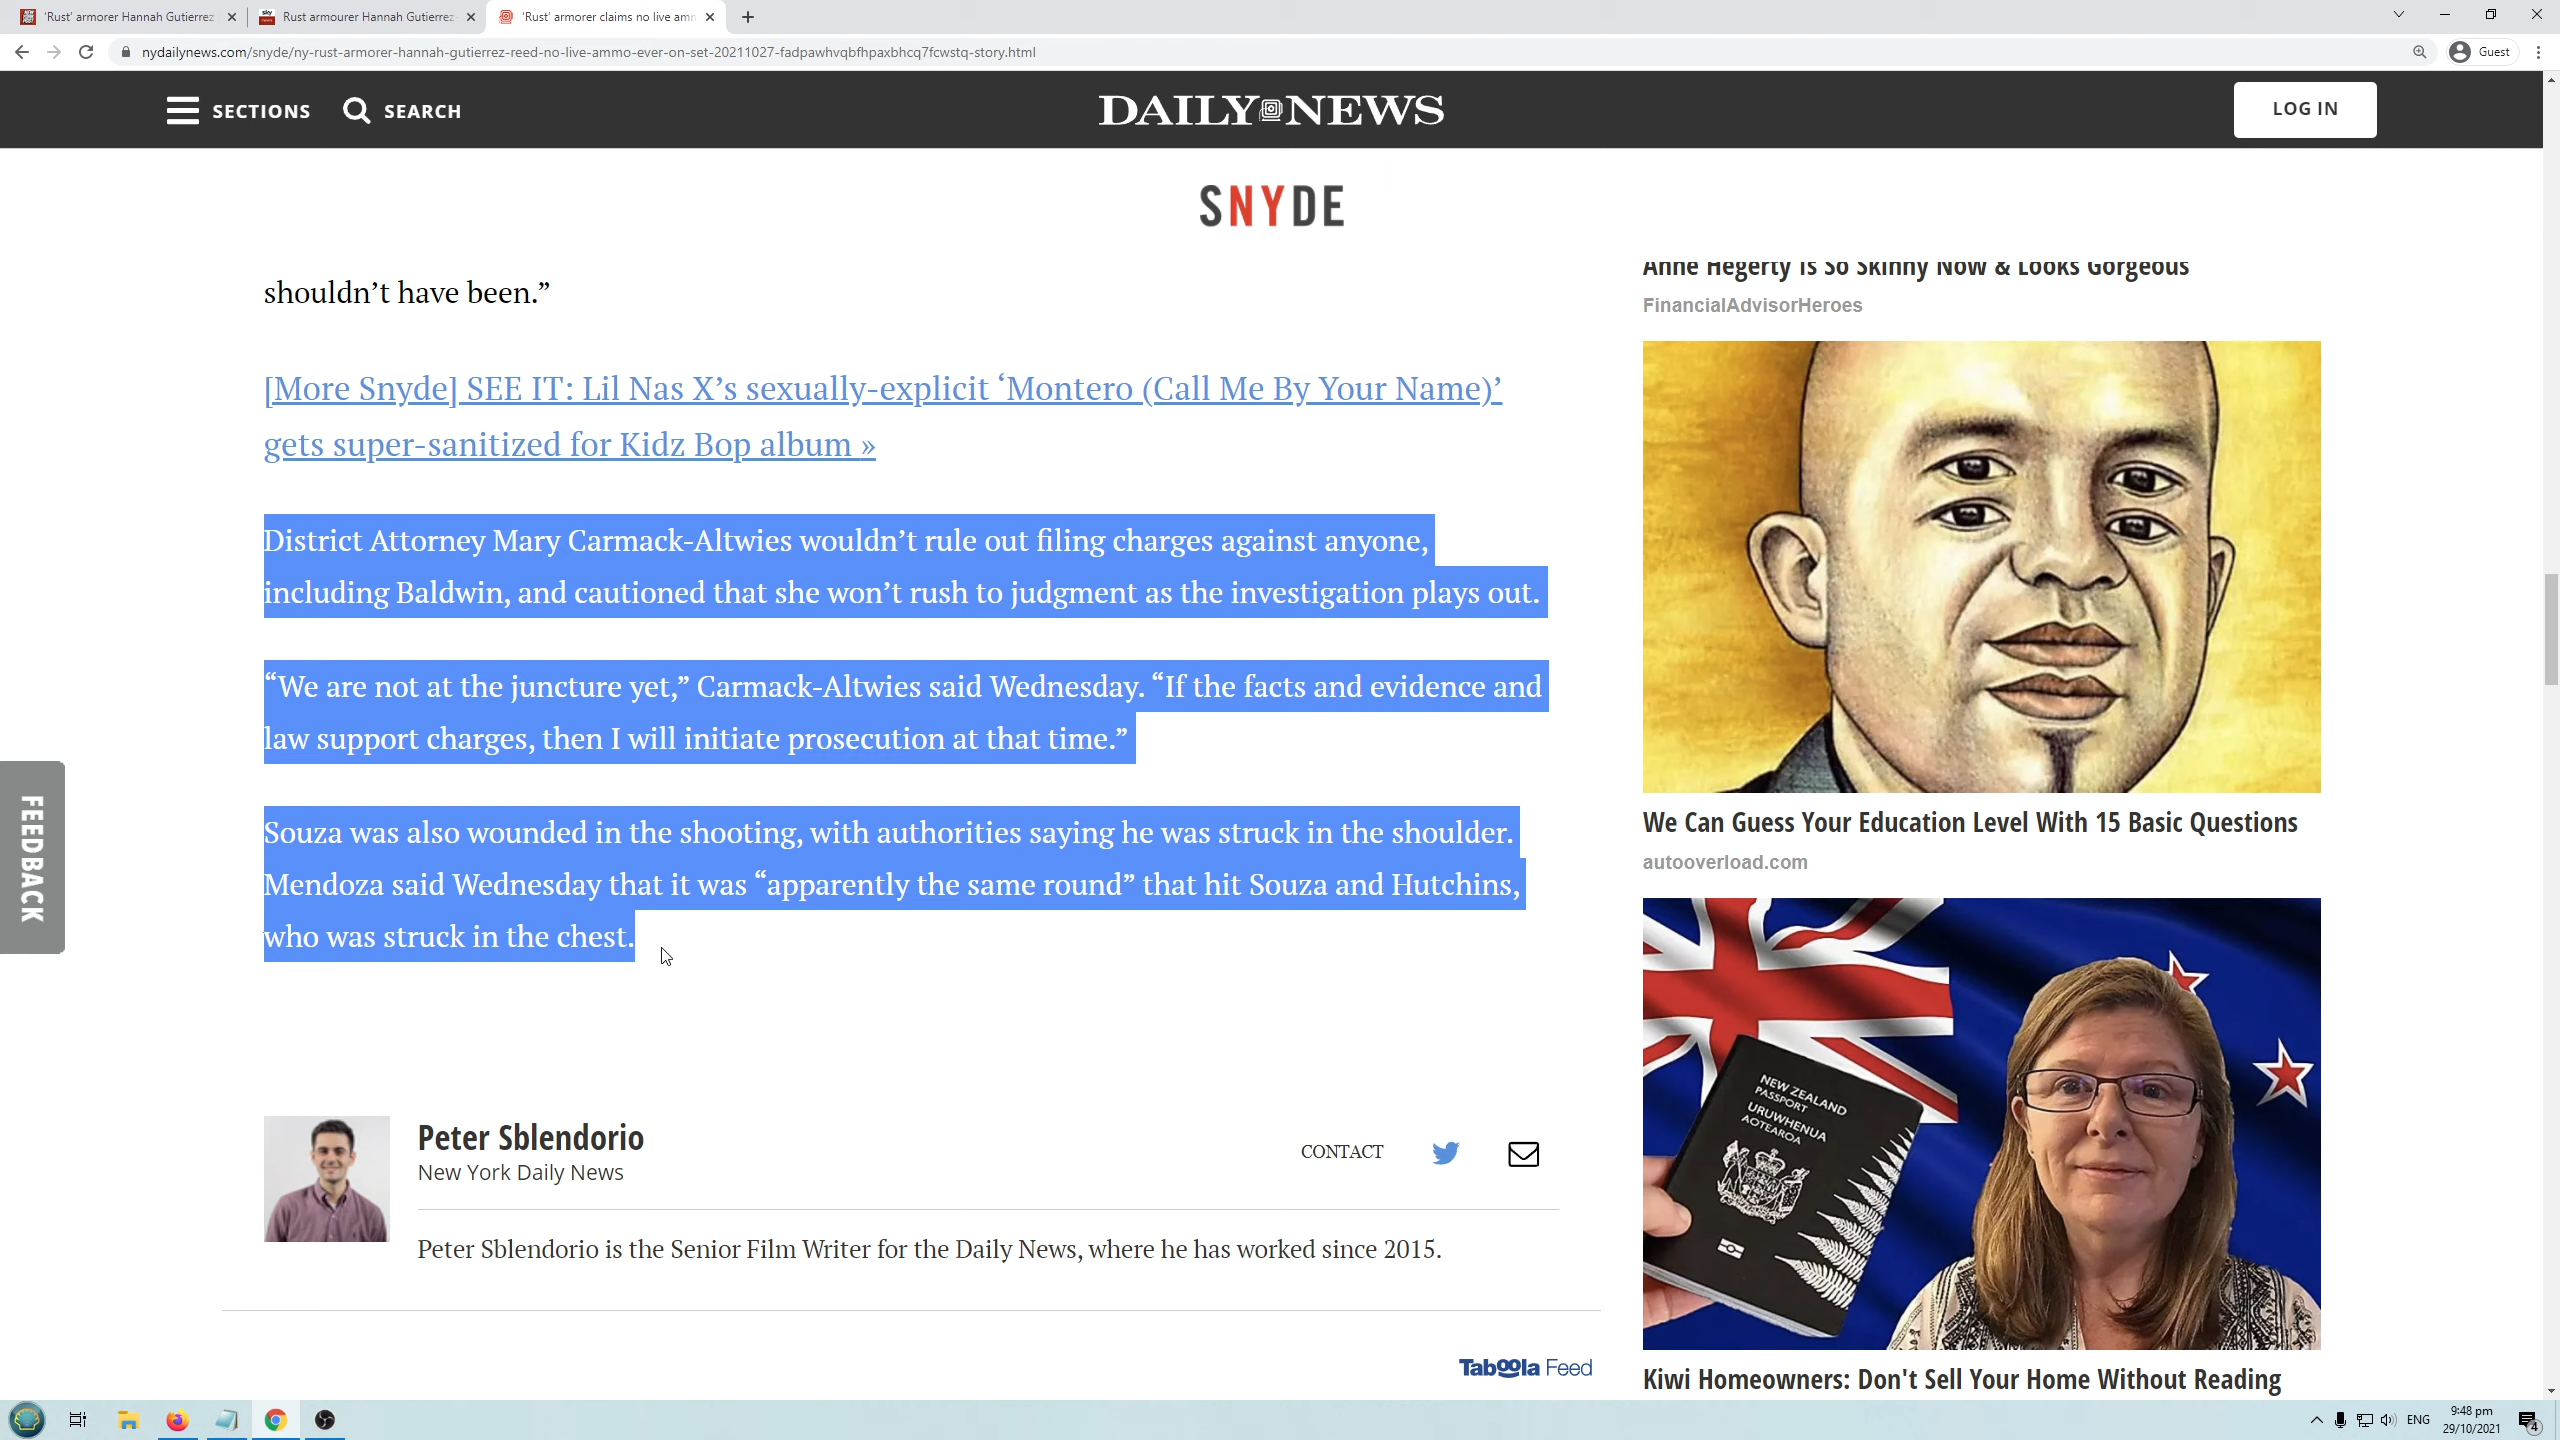 'Rust' armorer Hannah Gutierrez
Rust armourer Hannah Gutierrez-
'Rust' armorer claims no live amm
nydailynews.com/snyde/ny-rust-armorer-hannah-gutierrez-reed-no-live-ammo-ever-on-set-20211027-fadpawhvqbfhpaxbhcq7fcwstq-story.html
Guest
SECTIONS
SEARCH
DAILY NEWS
LOG IN
SNYDE
shouldn’t have been.”
[More Snyde] SEE IT: Lil Nas X’s sexually-explicit ‘Montero (Call Me By Your Name)’
gets super-sanitized for Kidz Bop album »
District Attorney Mary Carmack-Altwies wouldn’t rule out filing charges against anyone,
including Baldwin, and cautioned that she won’t rush to judgment as the investigation plays out.
“We are not at the juncture yet,” Carmack-Altwies said Wednesday. “If the facts and evidence and
law support charges, then I will initiate prosecution at that time.”
Souza was also wounded in the shooting, with authorities saying he was struck in the shoulder.
Mendoza said Wednesday that it was “apparently the same round” that hit Souza and Hutchins,
who was struck in the chest.
FEEDBACK
Peter Sblendorio
New York Daily News
CONTACT
Peter Sblendorio is the Senior Film Writer for the Daily News, where he has worked since 2015.
Taboola Feed
Anne Hegerty Is So Skinny Now & Looks Gorgeous
FinancialAdvisorHeroes
We Can Guess Your Education Level With 15 Basic Questions
autooverload.com
NEW ZEALAND
PASSPORT
URUWHENUA
AOTEAROA
Kiwi Homeowners: Don't Sell Your Home Without Reading
ENG
9:48 pm
29/10/2021
4